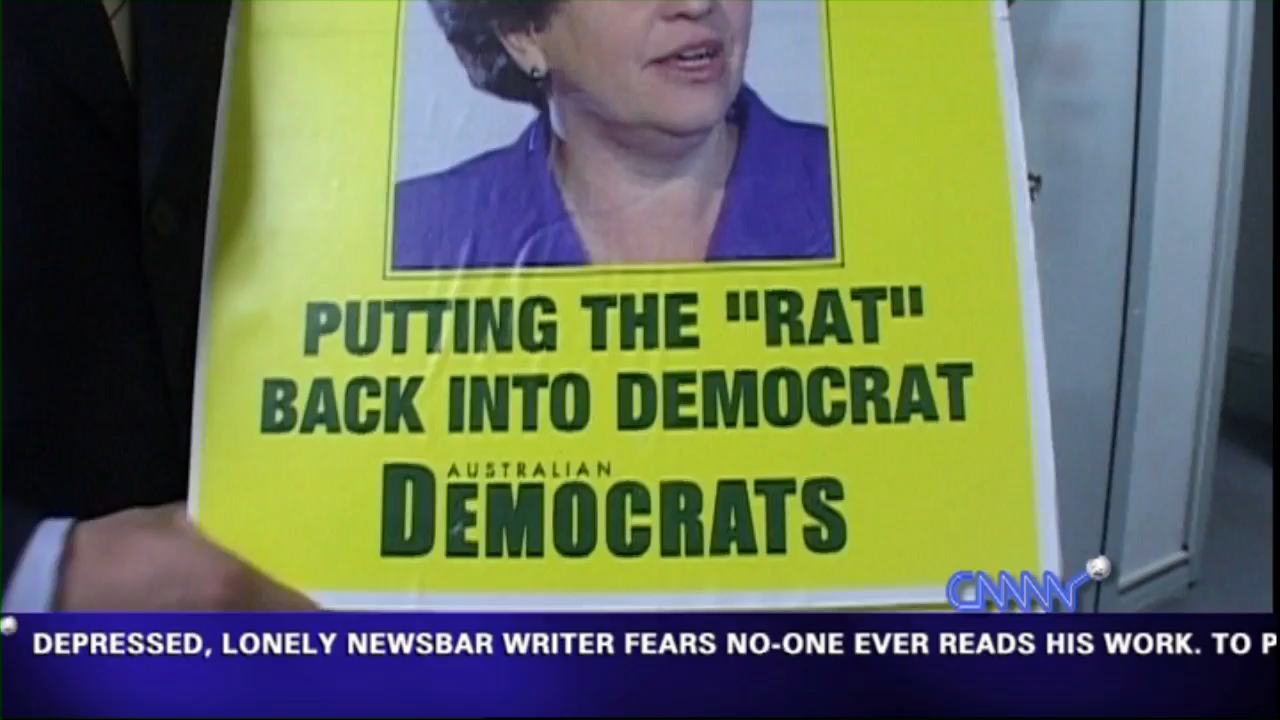 PUTTING THE "RAT"
BACK INTO DEMOCRAT
AUSTRALIAN
DEMOCRATS
CNNNN
DEPRESSED, LONELY NEWSBAR WRITER FEARS NO-ONE EVER READS HIS WORK. TO P